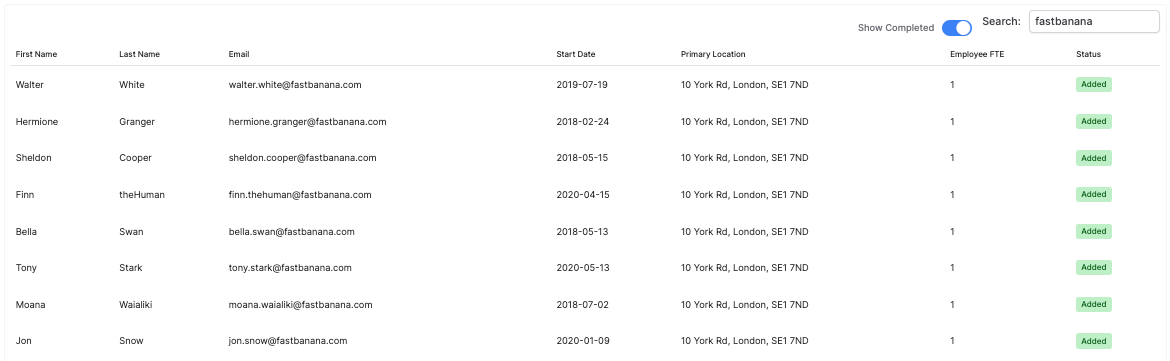 Show Completed Search: fastbanana
First Name Last Name Email Start Date Primary Location Employee FTE Status
Walter White walter.white@fastbanana.com 2019-07-19 10 York Rd, London, SE1 7ND 1 Added
Hermione Granger hermione.granger@fastbanana.com 2018-02-24 10 York Rd, London, SE1 7ND 1 Added
Sheldon Cooper sheldon.cooper@fastbanana.com 2018-05-15 10 York Rd, London, SE1 7ND 1 Added
Finn theHuman finn.thehuman@fastbanana.com 2020-04-15 10 York Rd, London, SE1 7ND 1 Added
Bella Swan bella.swan@fastbanana.com 2018-05-13 10 York Rd, London, SE1 7ND 1 Added
Tony Stark tony.stark@fastbanana.com 2020-05-13 10 York Rd, London, SE1 7ND 1 Added
Moana Waialiki moana.waialiki@fastbanana.com 2018-07-02 10 York Rd, London, SE1 7ND 1 Added
Jon Snow jon.snow@fastbanana.com 2020-01-09 10 York Rd, London, SE1 7ND 1 Added